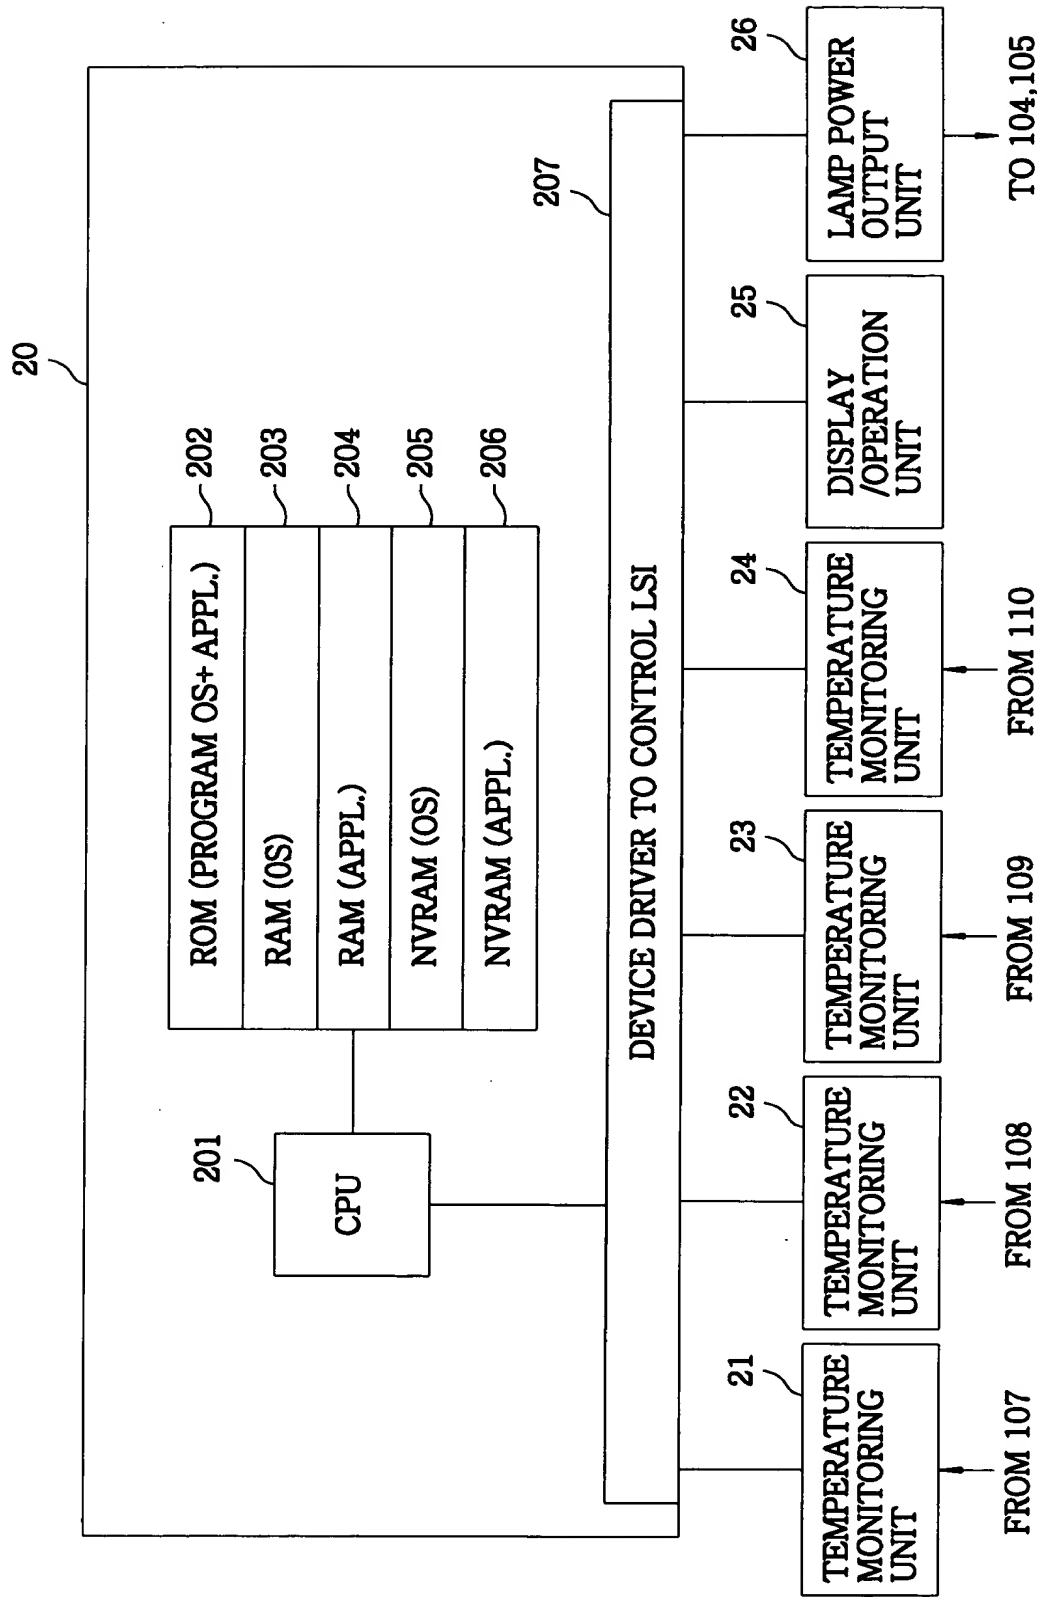 20
ROM (PROGRAM OS+ APPL.)
202
RAM (OS)
203
RAM (APPL.)
204
NVRAM (OS)
205
NVRAM (APPL.)
206
201
CPU
207
DEVICE DRIVER TO CONTROL LSI
21
TEMPERATURE
MONITORING
UNIT
FROM 107
22
TEMPERATURE
MONITORING
UNIT
FROM 108
23
TEMPERATURE
MONITORING
UNIT
FROM 109
24
TEMPERATURE
MONITORING
UNIT
FROM 110
25
DISPLAY
/OPERATION
UNIT
26
LAMP POWER
OUTPUT
UNIT
TO 104,105